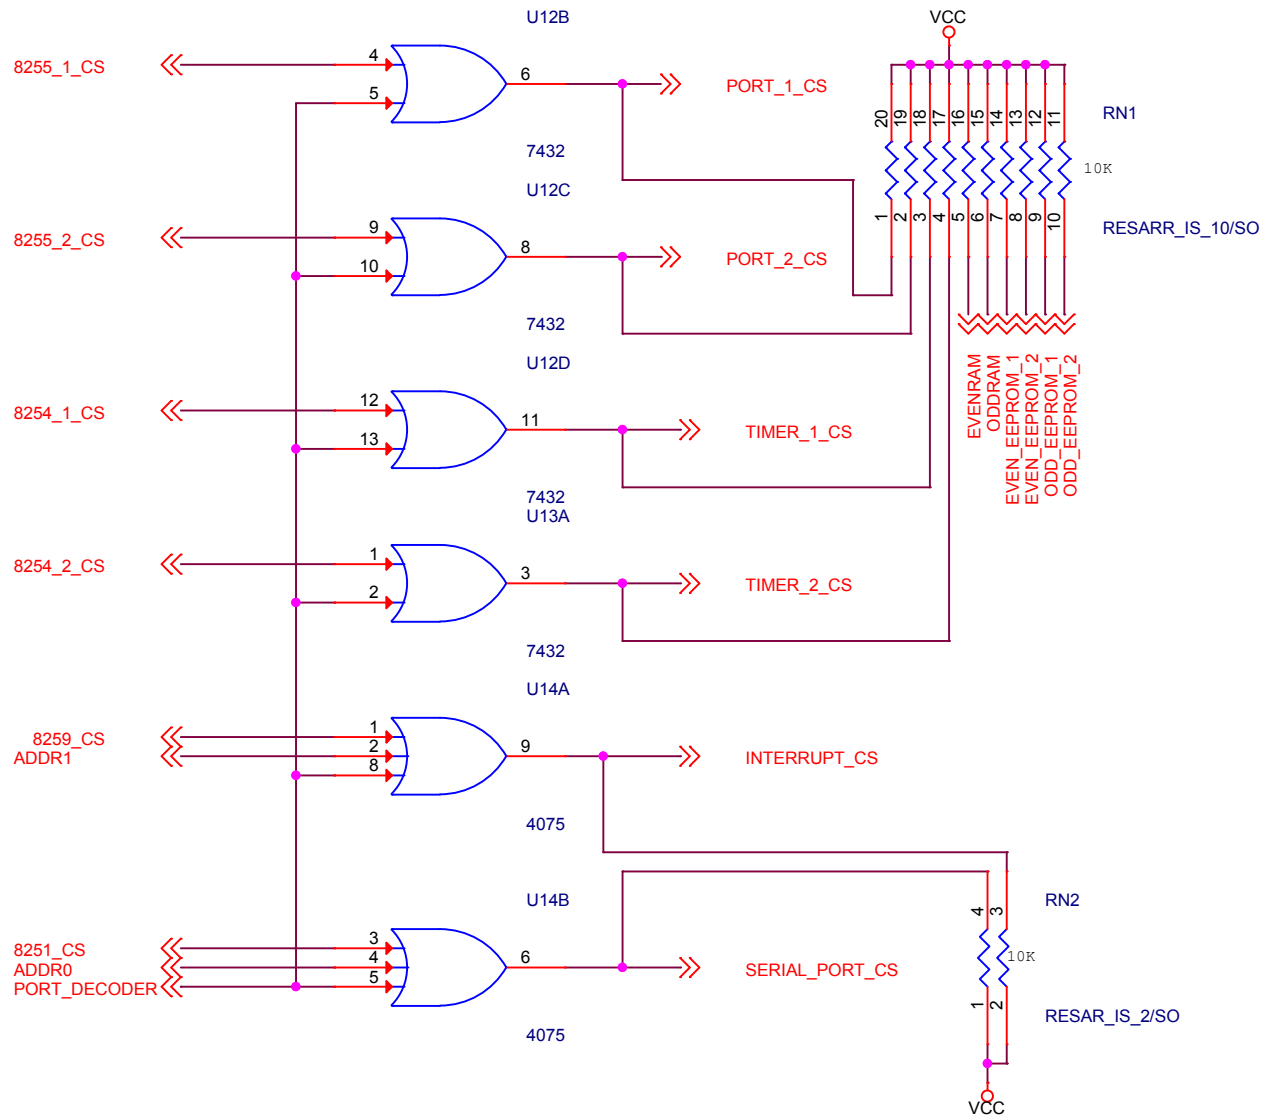 U12B
8255_1_CS
4
5
6
PORT_1_CS
7432
U12C
8255_2_CS
9
10
8
PORT_2_CS
7432
U12D
8254_1_CS
12
13
11
TIMER_1_CS
7432
U13A
8254_2_CS
1
2
3
TIMER_2_CS
7432
U14A
8259_CS
ADDR1
1
2
8
9
INTERRUPT_CS
4075
U14B
8251_CS
ADDR0
PORT_DECODER
3
4
5
6
SERIAL_PORT_CS
4075
VCC
20 19 18 17 16 15 14 13 12 11
RN1
10K
1 2 3 4 5 6 7 8 9 10
RESARR_IS_10/SO
EVENRAM
ODDRAM
EVEN_EEPROM_1
EVEN_EEPROM_2
ODD_EEPROM_1
ODD_EEPROM_2
4 3
RN2
10K
1 2
RESAR_IS_2/SO
VCC